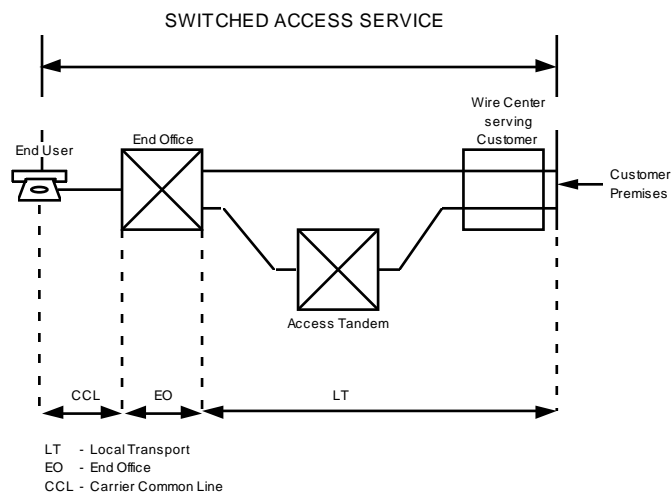 SWITCHED ACCESS SERVICE
Wire Center
serving
Customer
End Office
End User
Customer
Premises
Access Tandem
CCL
EO
LT
LT - Local Transport
EO - End Office
CCL - Carrier Common Line